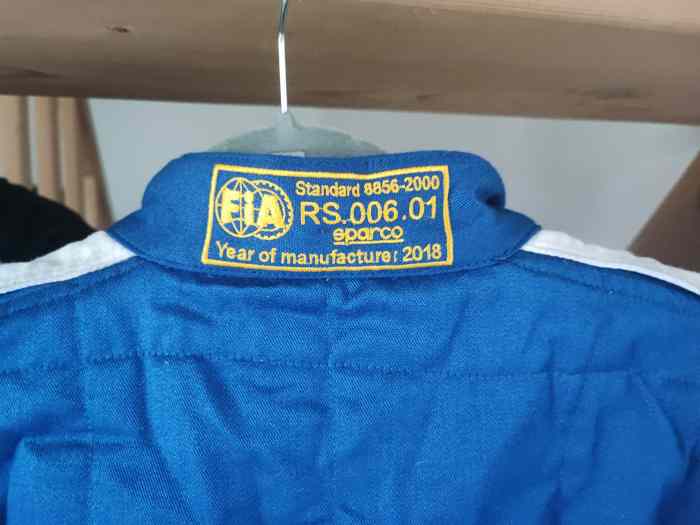 FiA
Standard 8856-2000
RS.006.01
sparco
Year of manufacture: 2018